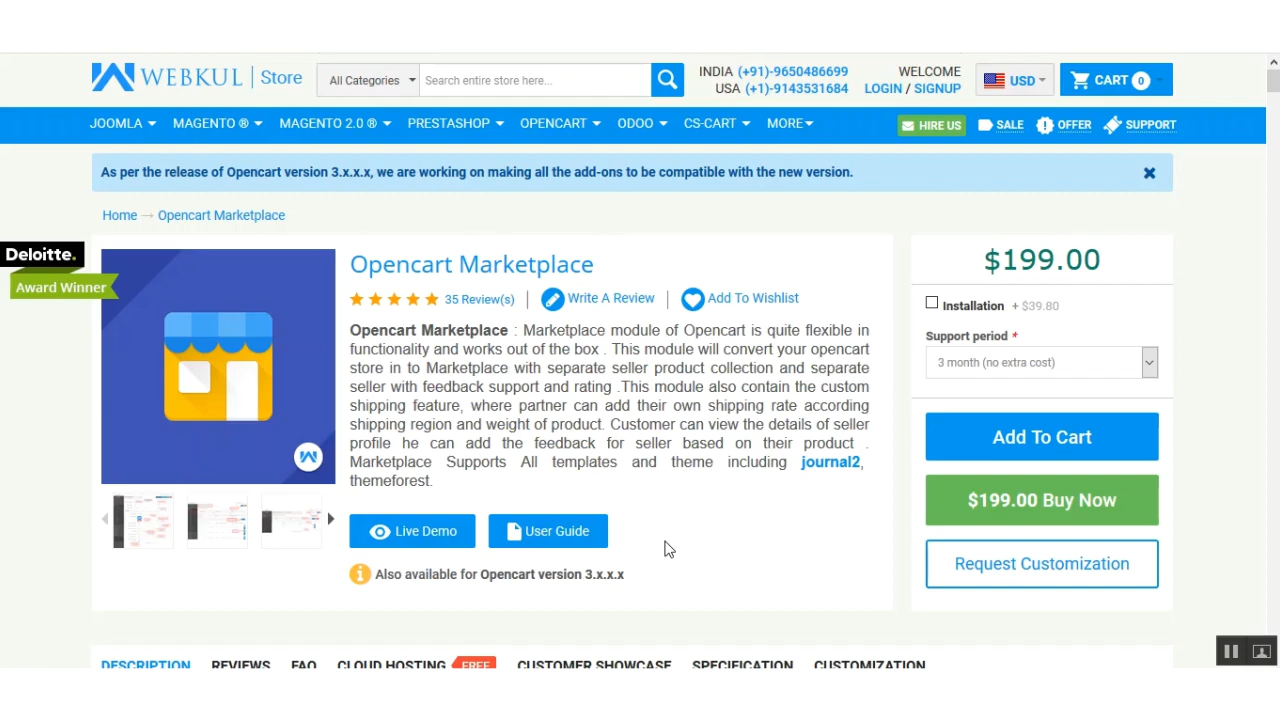 WEBKUL | Store
All Categories
Search entire store here...
INDIA (+91)-9650486699
USA (+1)-9143531684
WELCOME
LOGIN / SIGNUP
USD
CART 0
JOOMLA MAGENTO ® MAGENTO 2.0 ® PRESTASHOP OPENCART ODOO CS-CART MORE HIRE US SALE OFFER SUPPORT
As per the release of Opencart version 3.x.x.x, we are working on making all the add-ons to be compatible with the new version.
Home → Opencart Marketplace
Deloitte.
Award Winner
Opencart Marketplace
35 Review(s) | Write A Review | Add To Wishlist
Opencart Marketplace : Marketplace module of Opencart is quite flexible in
functionality and works out of the box . This module will convert your opencart
store in to Marketplace with separate seller product collection and separate
seller with feedback support and rating .This module also contain the custom
shipping feature, where partner can add their own shipping rate according
shipping region and weight of product. Customer can view the details of seller
profile he can add the feedback for seller based on their product .
Marketplace Supports All templates and theme including journal2,
themeforest.
Live Demo
User Guide
Also available for Opencart version 3.x.x.x
$199.00
Installation + $39.80
Support period *
3 month (no extra cost)
Add To Cart
$199.00 Buy Now
Request Customization
DESCRIPTION REVIEWS FAQ CLOUD HOSTING FREE CUSTOMER SHOWCASE SPECIFICATION CUSTOMIZATION